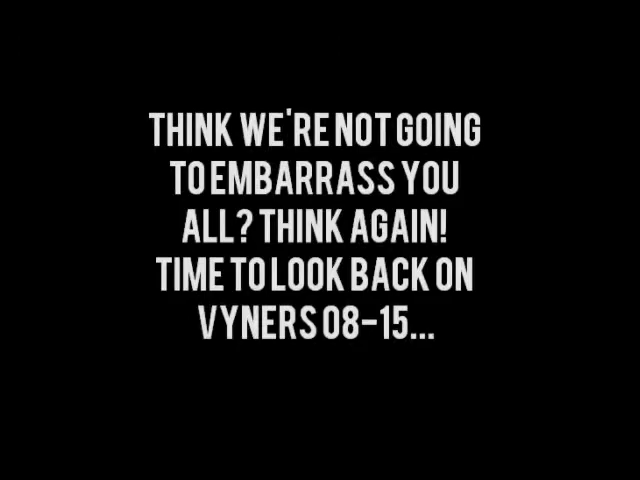 THINK WE'RE NOT GOING
TO EMBARRASS YOU
ALL? THINK AGAIN!
TIME TO LOOK BACK ON
VYNERS 08-15...